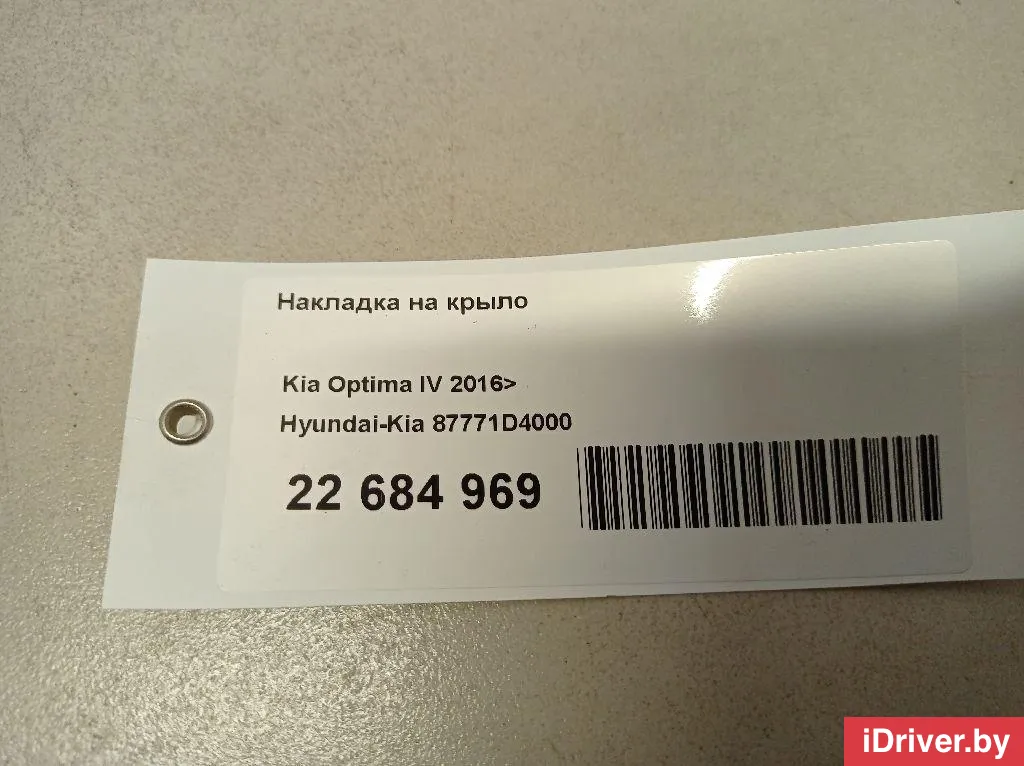 Накладка на крыло
Kia Optima IV 2016>
Hyundai-Kia 87771D4000
22 684 969
iDriver.by